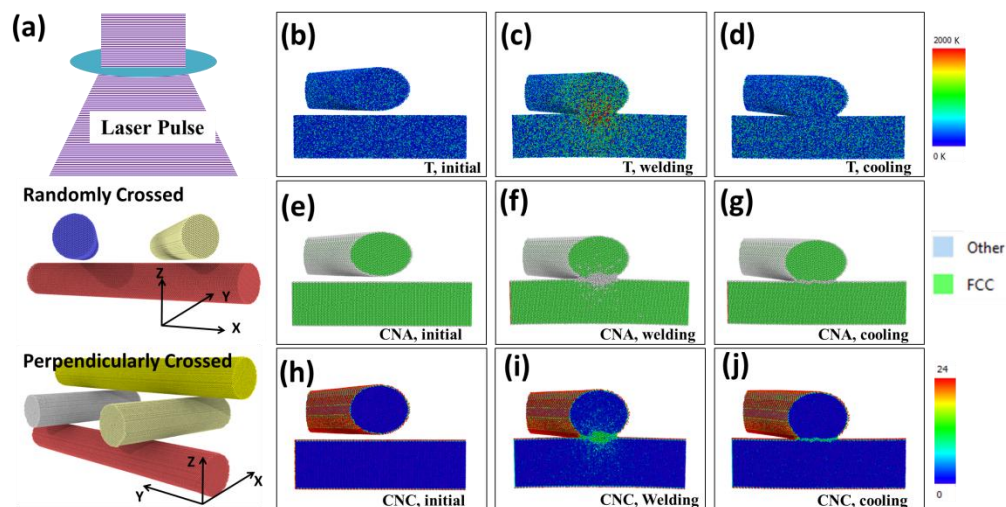 (a)
Laser Pulse
Randomly Crossed
Z
Y
X
Perpendicularly Crossed
Z
X
Y
(b)
T, initial
(c)
T, welding
(d)
T, cooling
2000 K
0 K
(e)
CNA, initial
(f)
CNA, welding
(g)
CNA, cooling
Other
FCC
(h)
CNC, initial
(i)
CNC, Welding
(j)
CNC, cooling
24
0